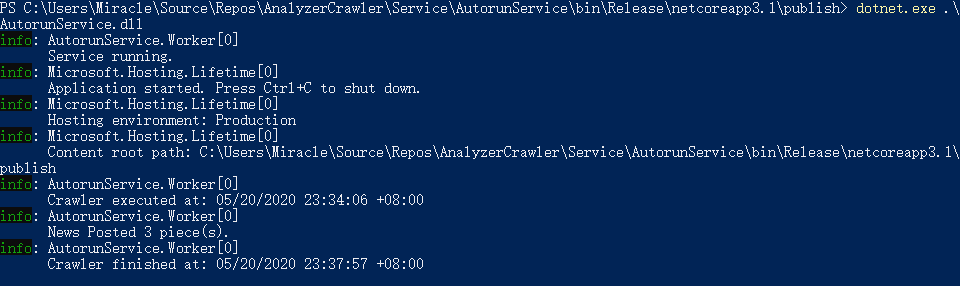 PS C:\Users\Miracle\Source\Repos\AnalyzerCrawler\Service\AutorunService\bin\Release\netcoreapp3.1\publish> dotnet.exe .\
AutorunService.dll
info: AutorunService.Worker[0]
      Service running.
info: Microsoft.Hosting.Lifetime[0]
      Application started. Press Ctrl+C to shut down.
info: Microsoft.Hosting.Lifetime[0]
      Hosting environment: Production
info: Microsoft.Hosting.Lifetime[0]
      Content root path: C:\Users\Miracle\Source\Repos\AnalyzerCrawler\Service\AutorunService\bin\Release\netcoreapp3.1\
publish
info: AutorunService.Worker[0]
      Crawler executed at: 05/20/2020 23:34:06 +08:00
info: AutorunService.Worker[0]
      News Posted 3 piece(s).
info: AutorunService.Worker[0]
      Crawler finished at: 05/20/2020 23:37:57 +08:00